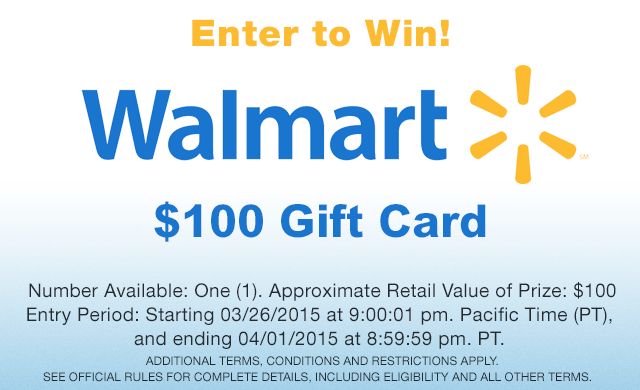 Enter to Win!
Walmart
SM
$100 Gift Card
Number Available: One (1). Approximate Retail Value of Prize: $100
Entry Period: Starting 03/26/2015 at 9:00:01 pm. Pacific Time (PT),
and ending 04/01/2015 at 8:59:59 pm. PT.
ADDITIONAL TERMS, CONDITIONS AND RESTRICTIONS APPLY.
SEE OFFICIAL RULES FOR COMPLETE DETAILS, INCLUDING ELIGIBILITY AND ALL OTHER TERMS.